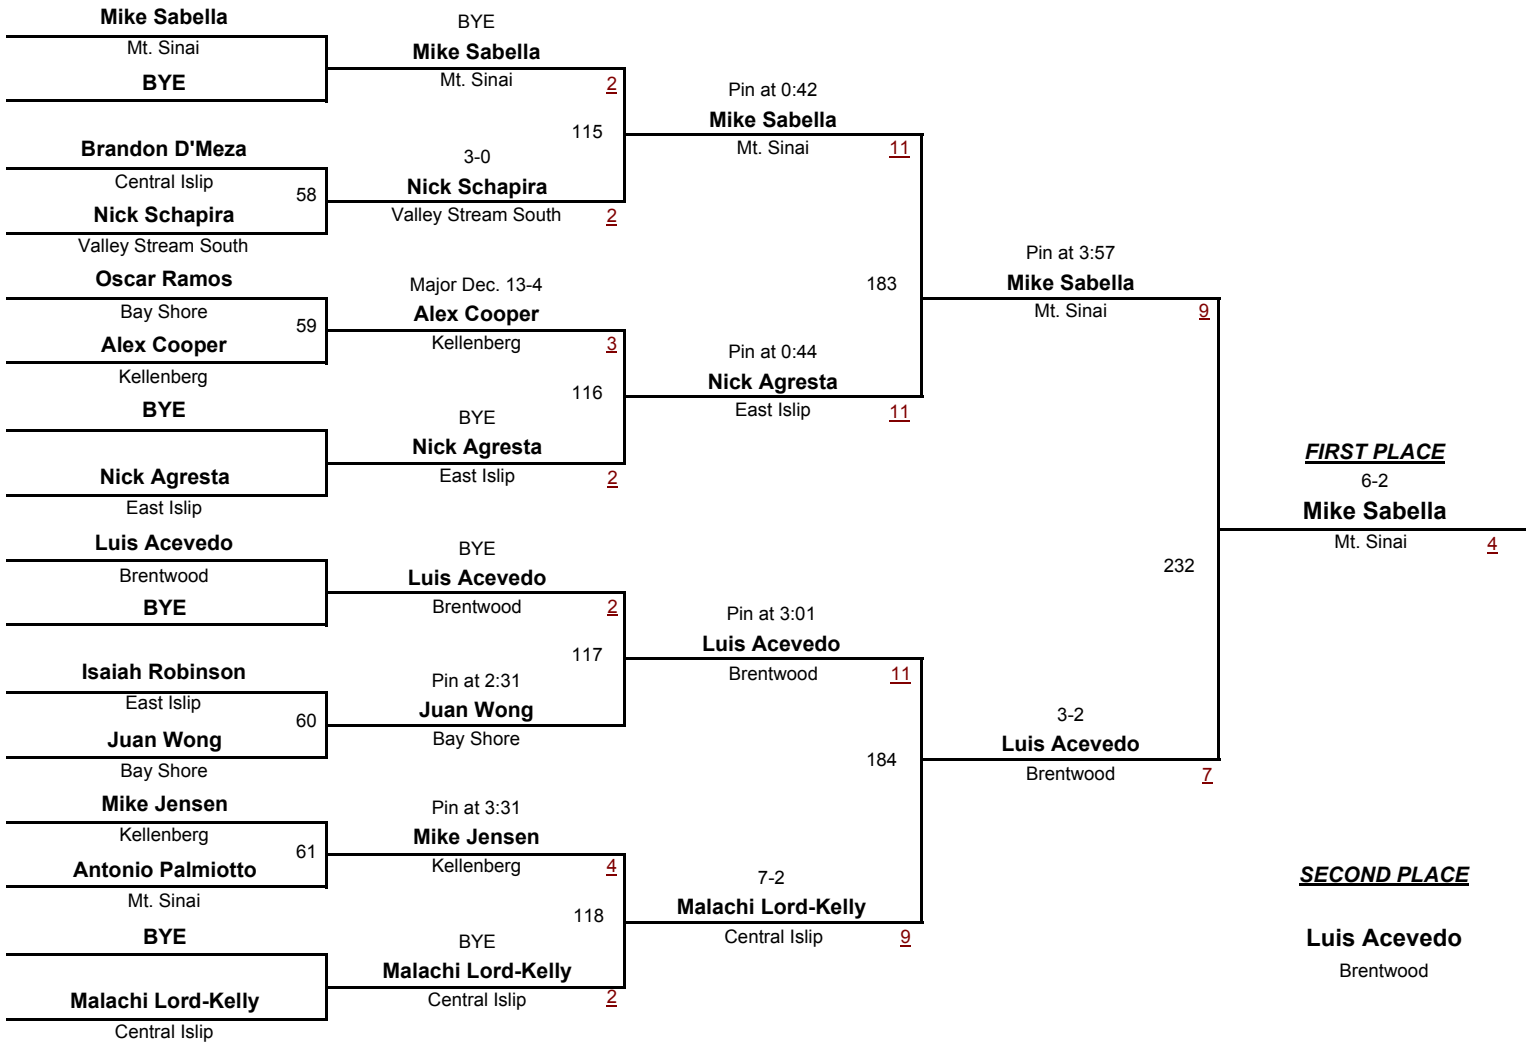 Mike Sabella
Mt. Sinai
BYE
Brandon D'Meza
Central Islip
58
Nick Schapira
Valley Stream South
Oscar Ramos
Bay Shore
59
Alex Cooper
Kellenberg
BYE
Nick Agresta
East Islip
Luis Acevedo
Brentwood
BYE
Isaiah Robinson
East Islip
60
Juan Wong
Bay Shore
Mike Jensen
Kellenberg
61
Antonio Palmiotto
Mt. Sinai
BYE
Malachi Lord-Kelly
Central Islip
BYE
Mike Sabella
Mt. Sinai 2
115
3-0
Nick Schapira
Valley Stream South 2
Major Dec. 13-4
Alex Cooper
Kellenberg 3
116
BYE
Nick Agresta
East Islip 2
BYE
Luis Acevedo
Brentwood 2
117
Pin at 2:31
Juan Wong
Bay Shore
Pin at 3:31
Mike Jensen
Kellenberg 4
118
BYE
Malachi Lord-Kelly
Central Islip 2
Pin at 0:42
Mike Sabella
Mt. Sinai 11
183
Pin at 0:44
Nick Agresta
East Islip 11
Pin at 3:01
Luis Acevedo
Brentwood 11
184
7-2
Malachi Lord-Kelly
Central Islip 9
Pin at 3:57
Mike Sabella
Mt. Sinai 9
232
3-2
Luis Acevedo
Brentwood 7
FIRST PLACE
6-2
Mike Sabella
Mt. Sinai 4
SECOND PLACE
Luis Acevedo
Brentwood